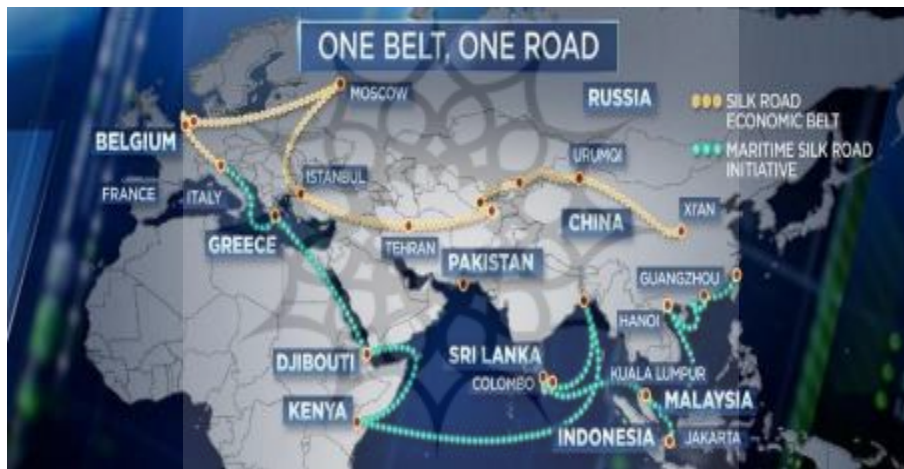 ONE BELT, ONE ROAD
MOSCOW
RUSSIA
SILK ROAD
ECONOMIC BELT
MARITIME SILK ROAD
INITIATIVE
BELGIUM
FRANCE
ITALY
ISTANBUL
URUMQI
CHINA
XI'AN
GREECE
TEHRAN
PAKISTAN
GUANGZHOU
HANOI
DJIBOUTI
SRI LANKA
COLOMBO
KUALA LUMPUR
MALAYSIA
KENYA
INDONESIA
JAKARTA